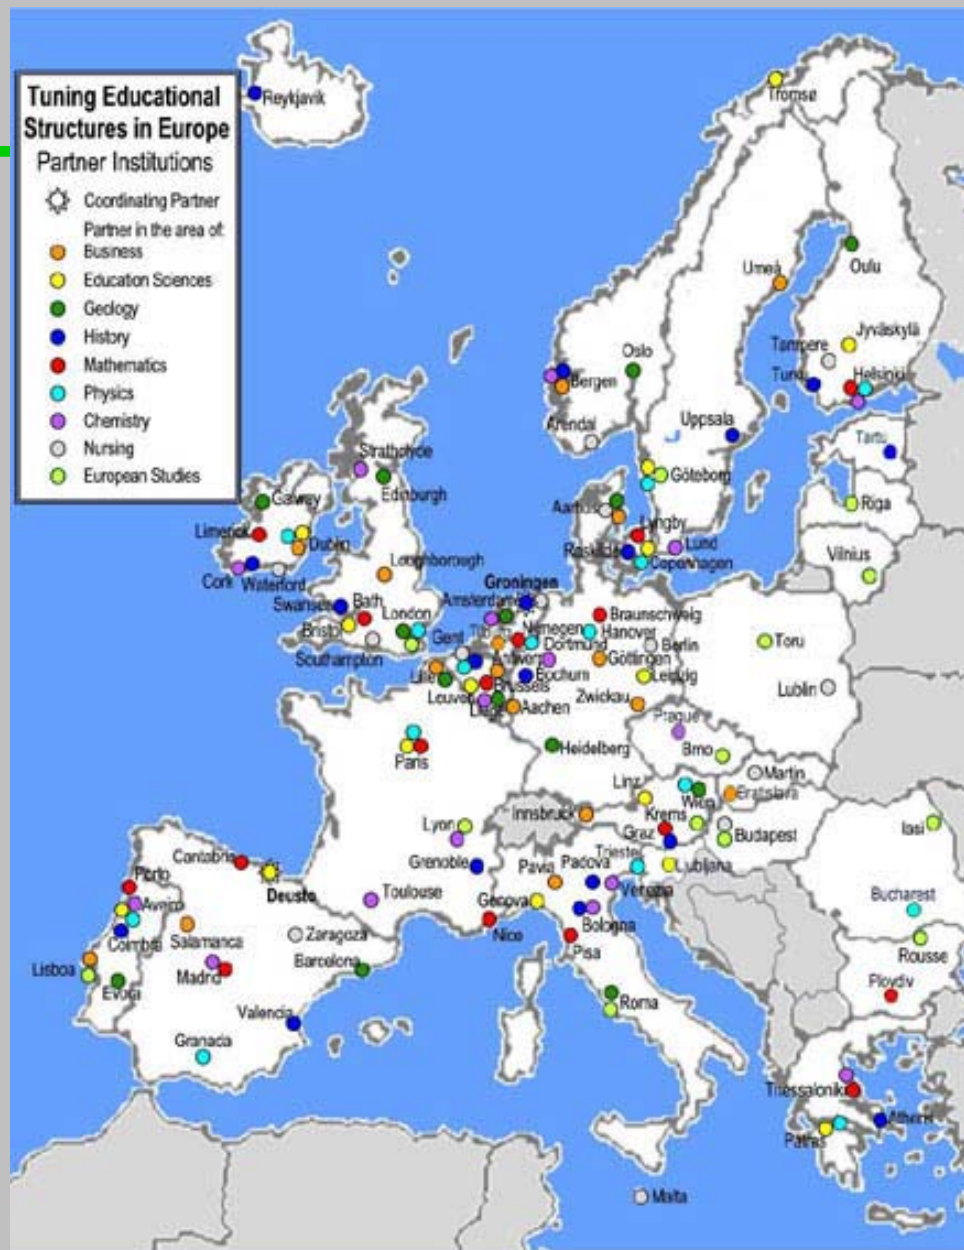 Tuning Educational
Structures in Europe
Partner Institutions
Coordinating Partner
Partner in the area of:
Business
Education Sciences
Geology
History
Mathematics
Physics
Chemistry
Nursing
European Studies
Reykjavik
Tromsø
Umeå
Oulu
Jyväskylä
Tampere
Turku
Helsinki
Oslo
Bergen
Arendal
Uppsala
Tartu
Strathclyde
Edinburgh
Göteborg
Riga
Galway
Aarhus
Limerick
Lyngby
Dublin
Roskilde
Lund
Copenhagen
Vilnius
Cork
Waterford
Loughborough
Groningen
Swansea
Bath
London
Amsterdam
Braunschweig
Bristol
Gent
Nijmegen
Hanover
Toru
Southampton
Dortmund
Berlin
Antwerp
Göttingen
Lille
Bochum
Leipzig
Brussels
Lublin
Leuven
Liege
Aachen
Zwickau
Prague
Brno
Paris
Heidelberg
Martin
Linz
Wien
Bratislava
Innsbruck
Krems
Iasi
Lyon
Graz
Budapest
Cantabria
Grenoble
Pavia
Padova
Trieste
Ljubljana
Porto
Deusto
Toulouse
Genova
Venezia
Bucharest
Aveiro
Coimbra
Salamanca
Zaragoza
Nice
Bologna
Pisa
Rousse
Lisboa
Madrid
Barcelona
Plovdiv
Evora
Roma
Valencia
Granada
Thessaloniki
Athens
Patras
Malta